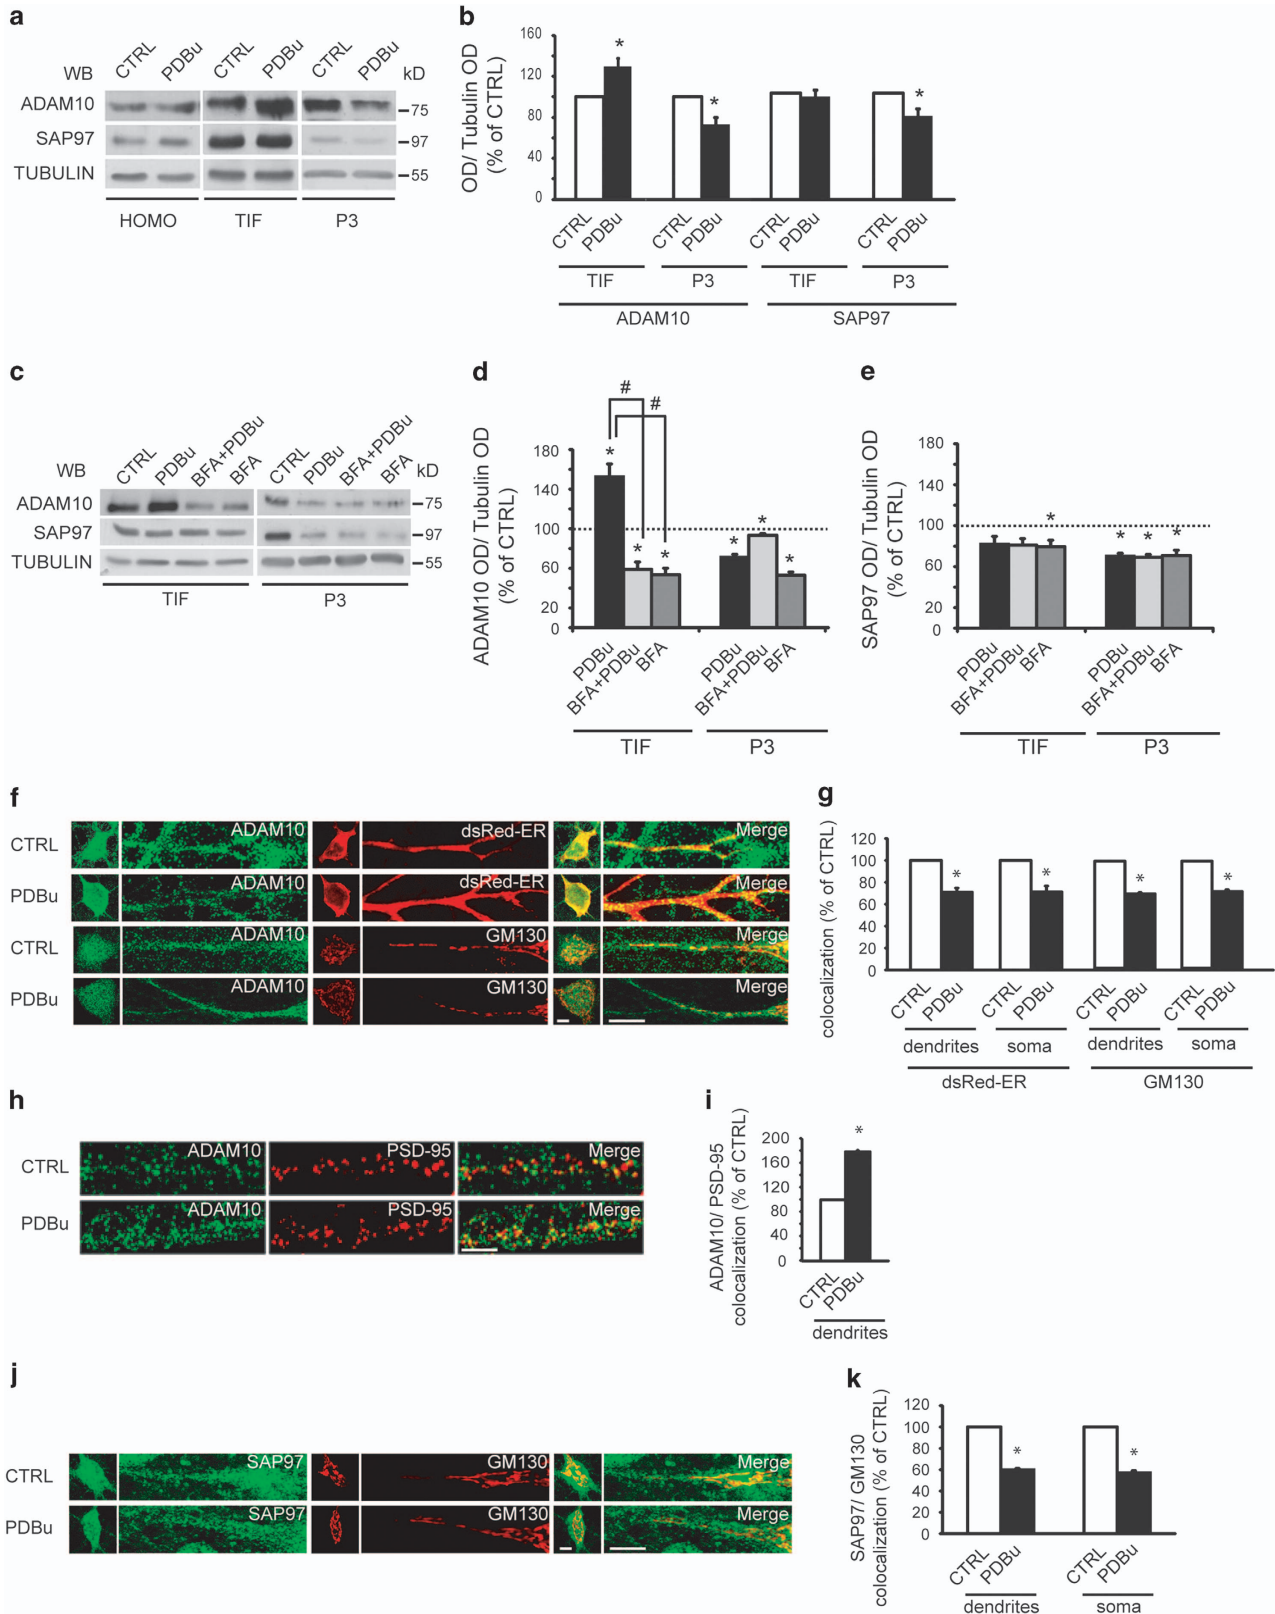 a
WB
CTRL
PDBu
CTRL
PDBu
CTRL
PDBu
kD
ADAM10
75
SAP97
97
TUBULIN
55
HOMO
TIF
P3
b
OD/ Tubulin OD
(% of CTRL)
160
120
80
40
0
*
*
*
CTRL
PDBu
CTRL
PDBu
CTRL
PDBu
CTRL
PDBu
TIF
P3
TIF
P3
ADAM10
SAP97
c
WB
CTRL
PDBu
BFA+PDBu
BFA
CTRL
PDBu
BFA+PDBu
BFA
kD
ADAM10
75
SAP97
97
TUBULIN
55
TIF
P3
d
ADAM10 OD/ Tubulin OD
(% of CTRL)
180
140
100
60
20
0
#
#
*
*
*
*
*
*
PDBu
BFA+PDBu
BFA
PDBu
BFA+PDBu
BFA
TIF
P3
e
SAP97 OD/ Tubulin OD
(% of CTRL)
180
140
100
60
20
0
*
*
*
*
PDBu
BFA+PDBu
BFA
PDBu
BFA+PDBu
BFA
TIF
P3
f
CTRL
ADAM10
dsRed-ER
Merge
PDBu
ADAM10
dsRed-ER
Merge
CTRL
ADAM10
GM130
Merge
PDBu
ADAM10
GM130
Merge
g
colocalization (% of CTRL)
120
100
80
60
40
20
0
*
*
*
*
CTRL
PDBu
CTRL
PDBu
CTRL
PDBu
CTRL
PDBu
dendrites
soma
dendrites
soma
dsRed-ER
GM130
h
CTRL
ADAM10
PSD-95
Merge
PDBu
ADAM10
PSD-95
Merge
i
ADAM10/ PSD-95
colocalization (% of CTRL)
200
160
120
80
40
0
*
CTRL
PDBu
dendrites
j
CTRL
SAP97
GM130
Merge
PDBu
SAP97
GM130
Merge
k
SAP97/ GM130
colocalization (% of CTRL)
120
100
80
60
40
20
0
*
*
CTRL
PDBu
CTRL
PDBu
dendrites
soma